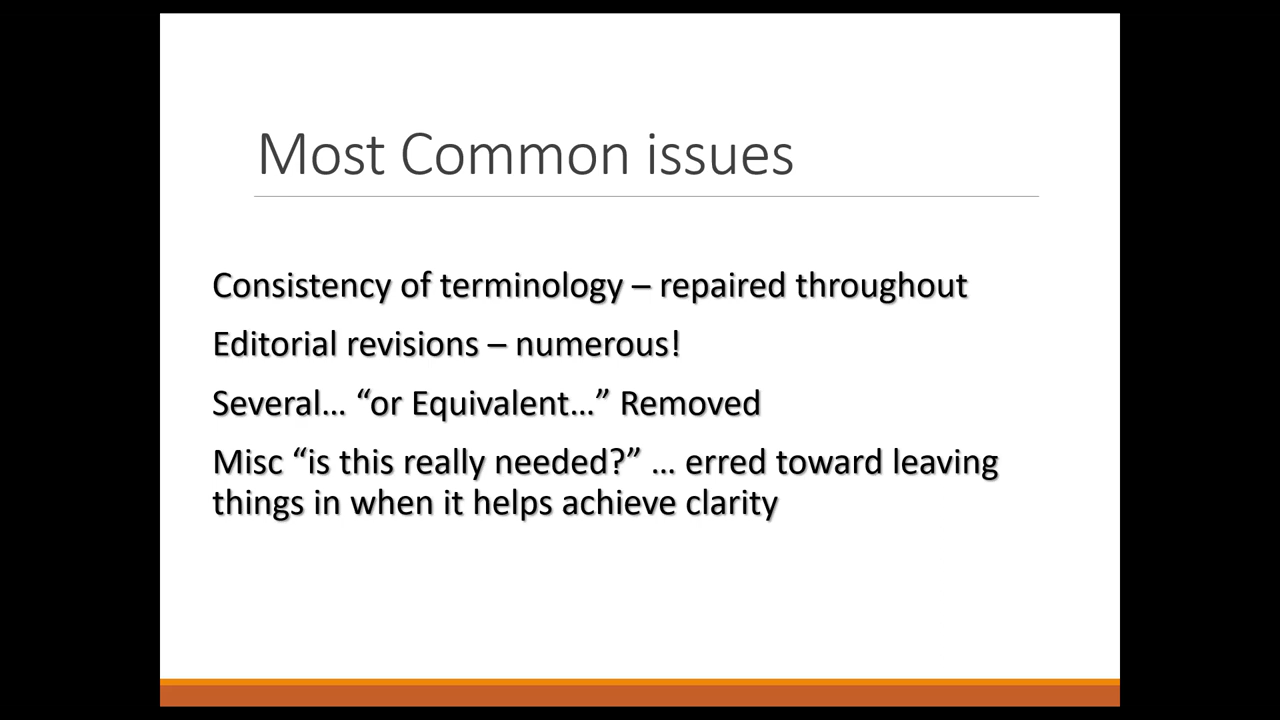 Most Common issues
Consistency of terminology – repaired throughout
Editorial revisions – numerous!
Several… “or Equivalent…” Removed
Misc “is this really needed?” … erred toward leaving
things in when it helps achieve clarity